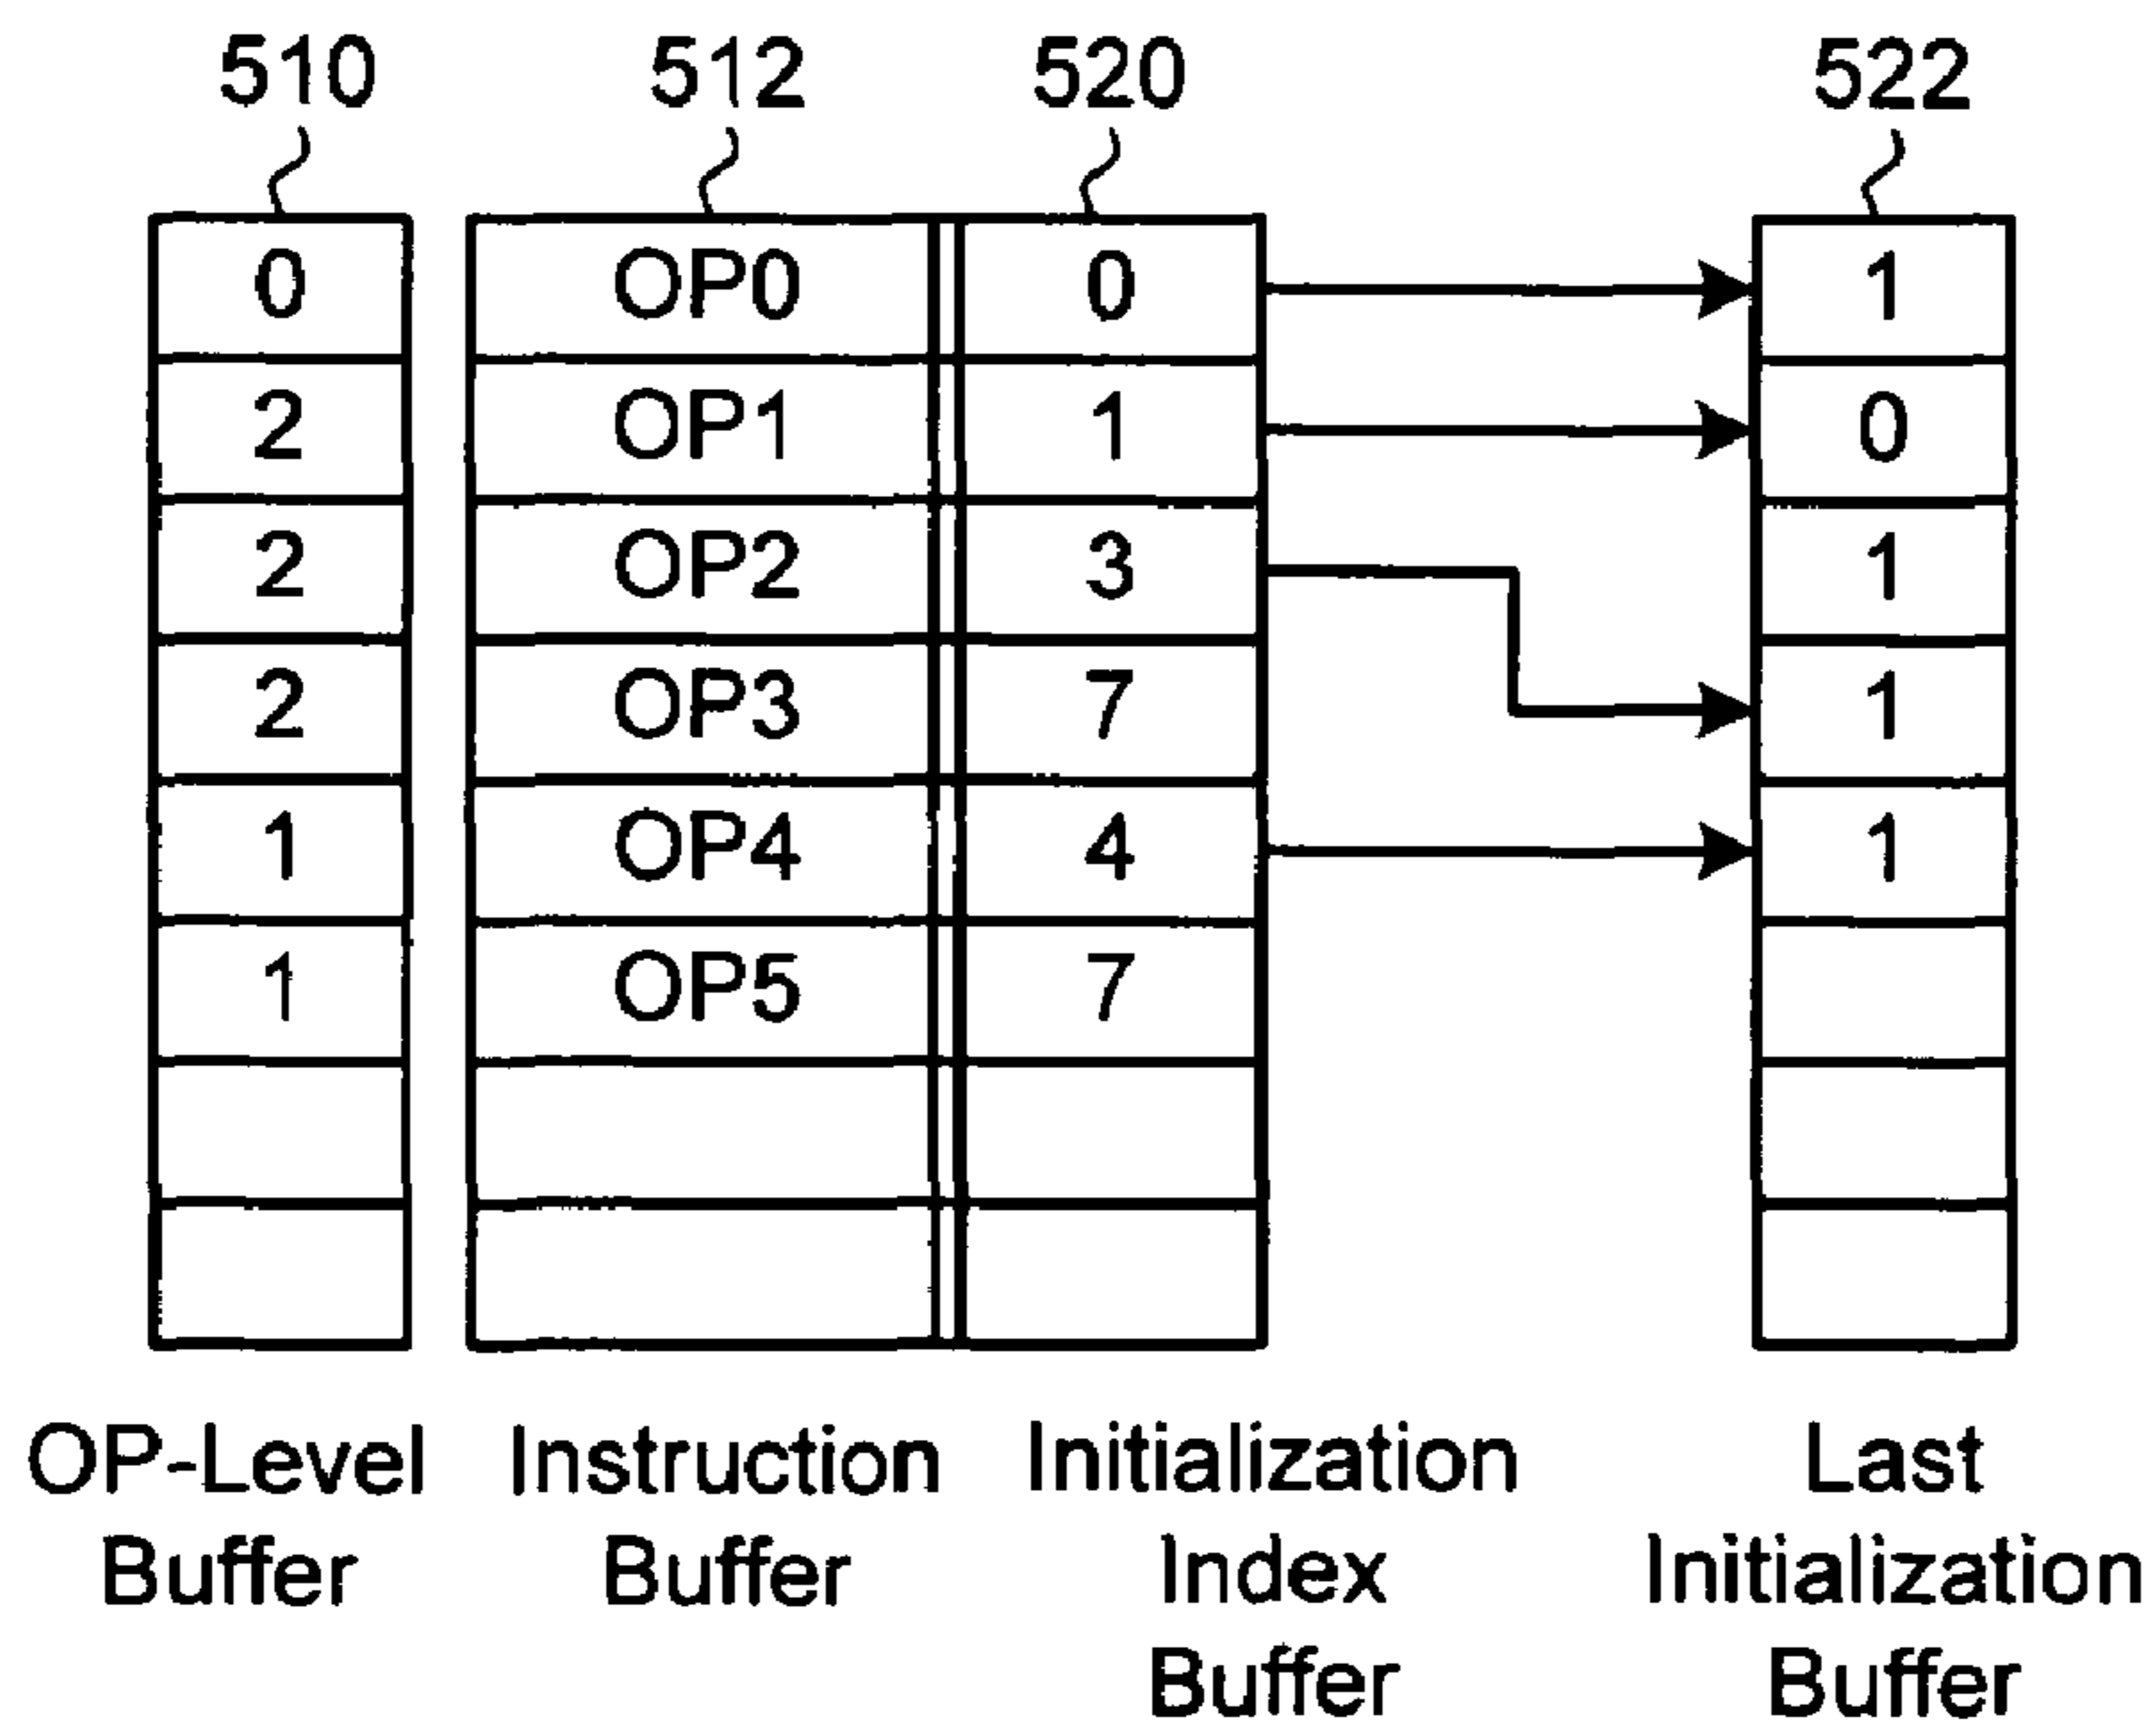 510 512 520 522
0 OP0 0 1
2 OP1 1 0
2 OP2 3 1
2 OP3 7 1
1 OP4 4 1
1 OP5 7
OP-Level Instruction Initialization Last
Buffer Buffer Index Initialization
Buffer Buffer